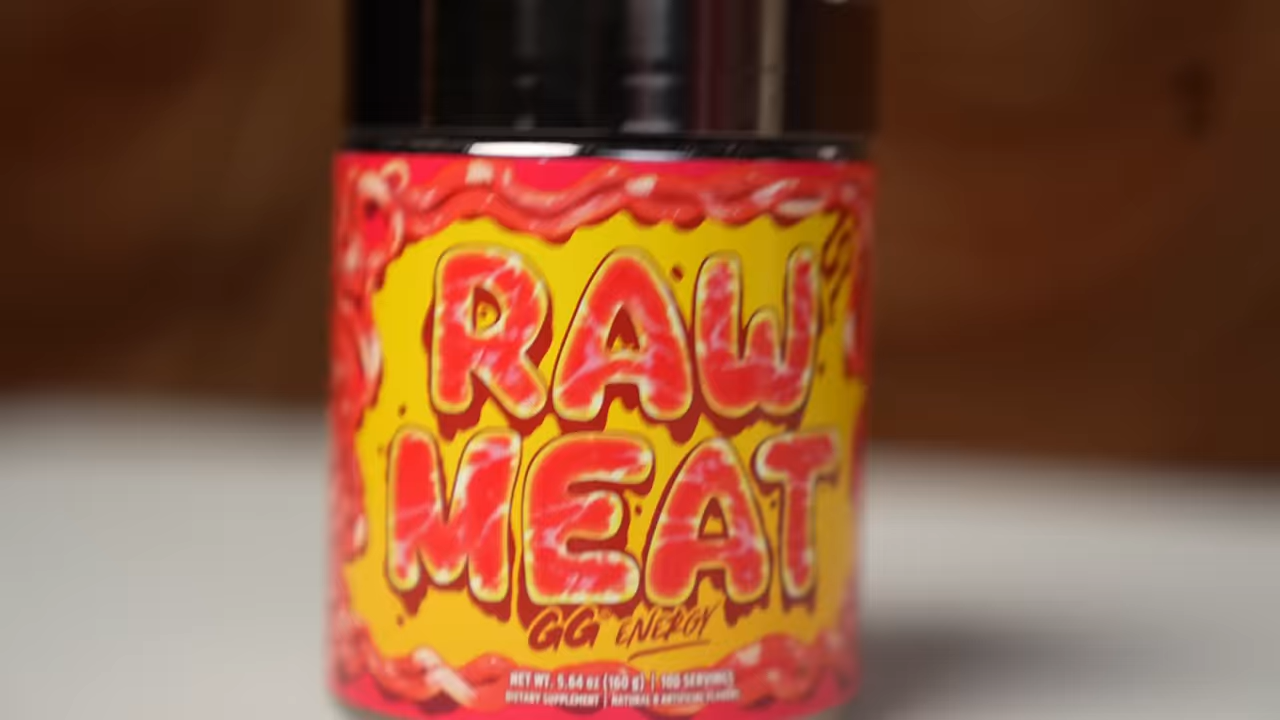 RAW
MEAT
GG® ENERGY
NET WT. 5.64 oz (160 g) | 100 SERVINGS
DIETARY SUPPLEMENT | NATURAL & ARTIFICIAL FLAVORS